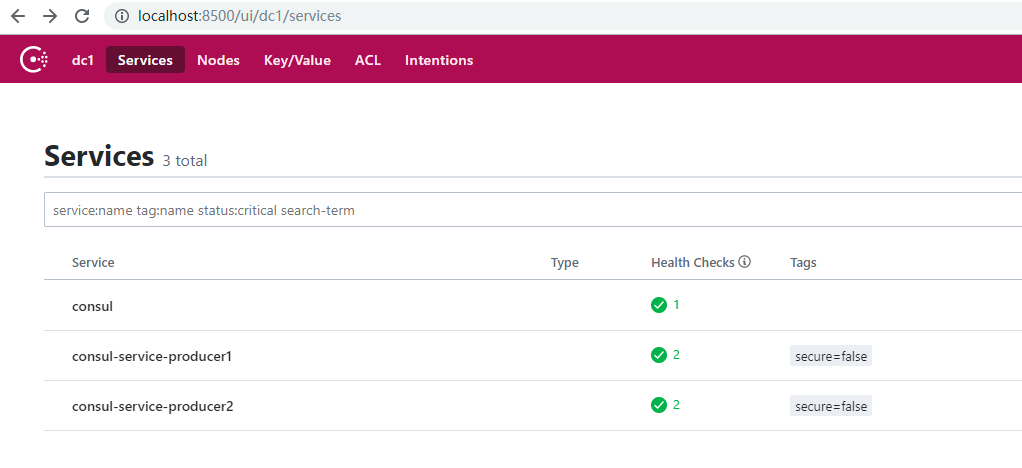 localhost:8500/ui/dc1/services
dc1 Services Nodes Key/Value ACL Intentions
Services 3 total
service:name tag:name status:critical search-term
Service Type Health Checks Tags
consul 1
consul-service-producer1 2 secure=false
consul-service-producer2 2 secure=false